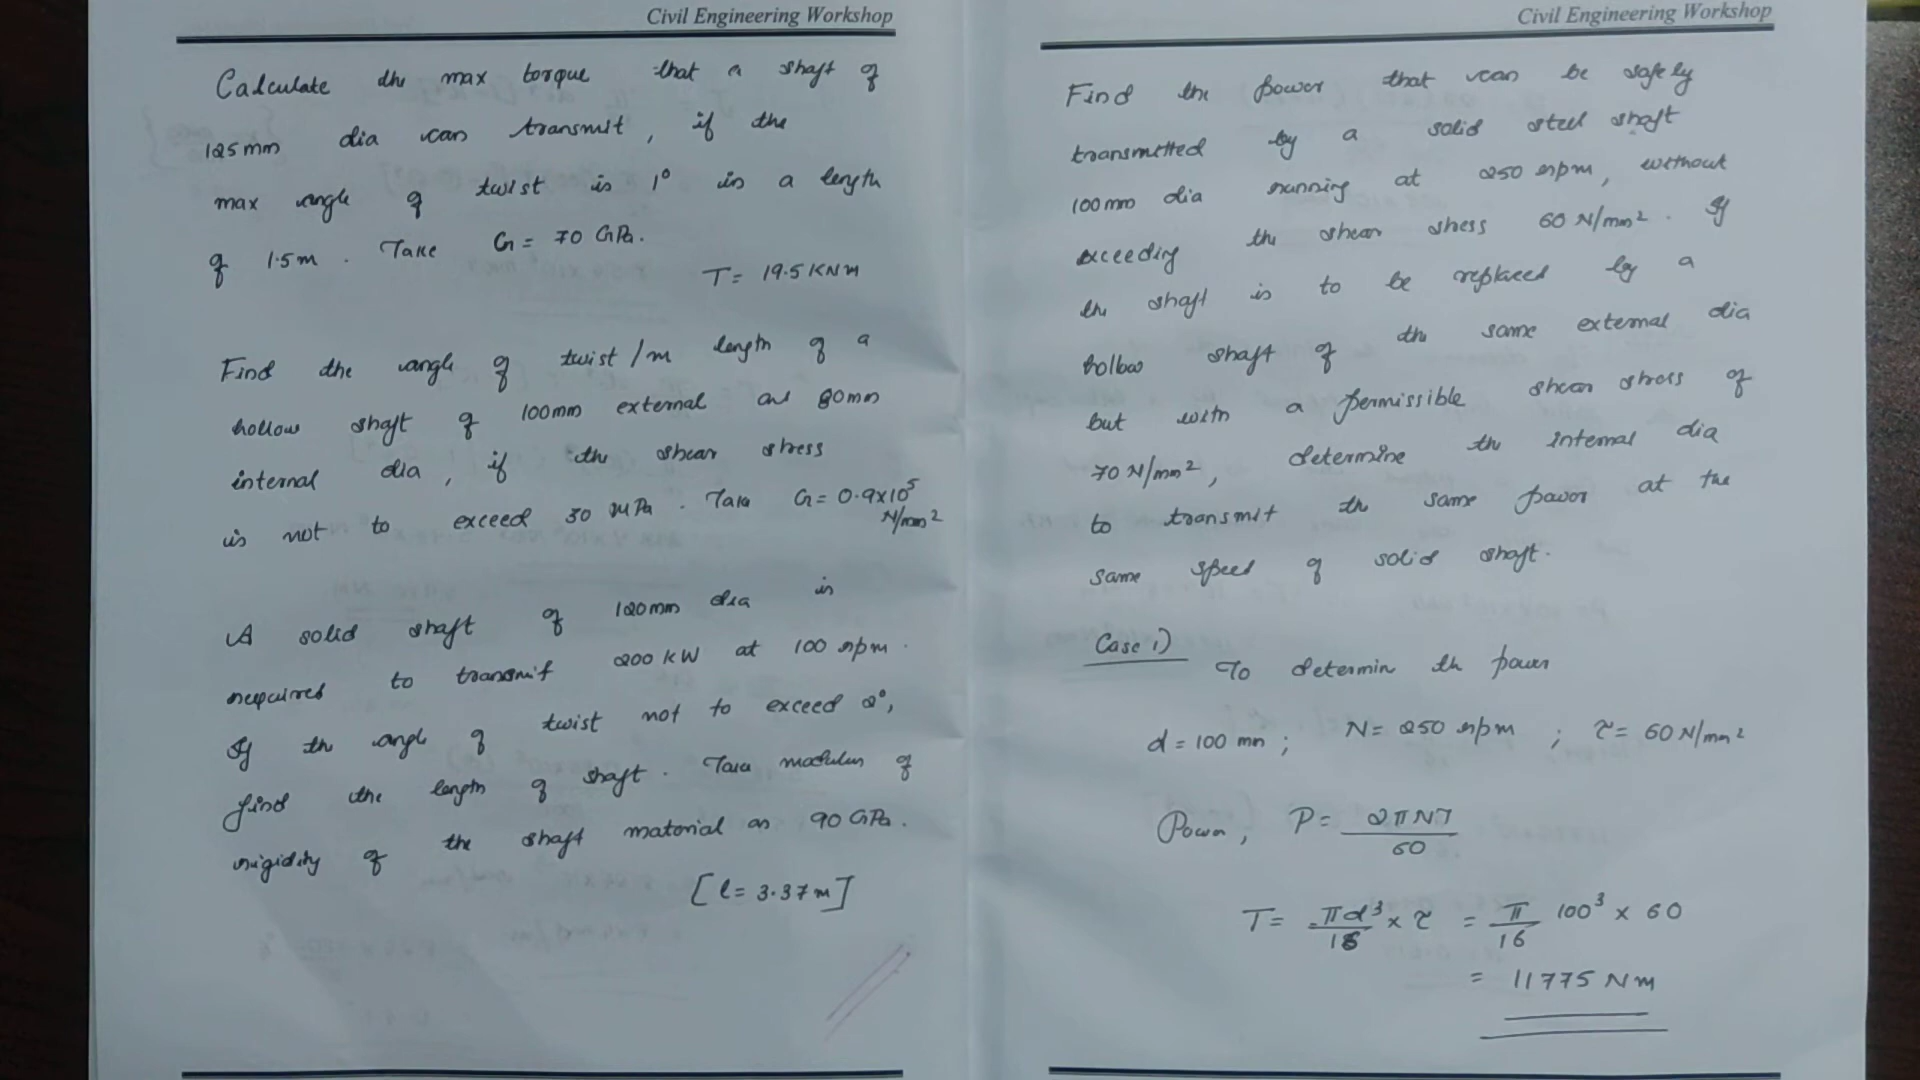 Civil Engineering Workshop
Calculate the max torque that a shaft of
125mm dia can transmit, if the
max angle of twist is 1° in a length
of 1.5m. Take G = 70 GPa.
T = 19.5 KNm
Find the angle of twist/m length of a
hollow shaft of 100mm external and 80mm
internal dia, if the shear stress
is not to exceed 30 MPa. Take G = 0.9x10⁵
N/mm²
A solid shaft of 120mm dia is
required to transmit 200 KW at 100 rpm.
If the angle of twist not to exceed 2°,
find the length of shaft. Take modulus of
rigidity of the shaft material as 90 GPa.
[l = 3.37m]
Civil Engineering Workshop
Find the power that can be safely
transmitted by a solid steel shaft
100mm dia running at 250 rpm, without
exceeding the shear stress 60 N/mm². If
the shaft is to be replaced by a
hollow shaft of the same external dia
but with a permissible shear stress of
70 N/mm², determine the internal dia
to transmit the same power at the
same speed of solid shaft.
Case 1) To determin the power
d = 100 mm; N = 250 rpm; τ = 60 N/mm²
Power, P = 2πNT/60
T = πd³/16 x τ = π/16 100³ x 60
= 11775 Nm